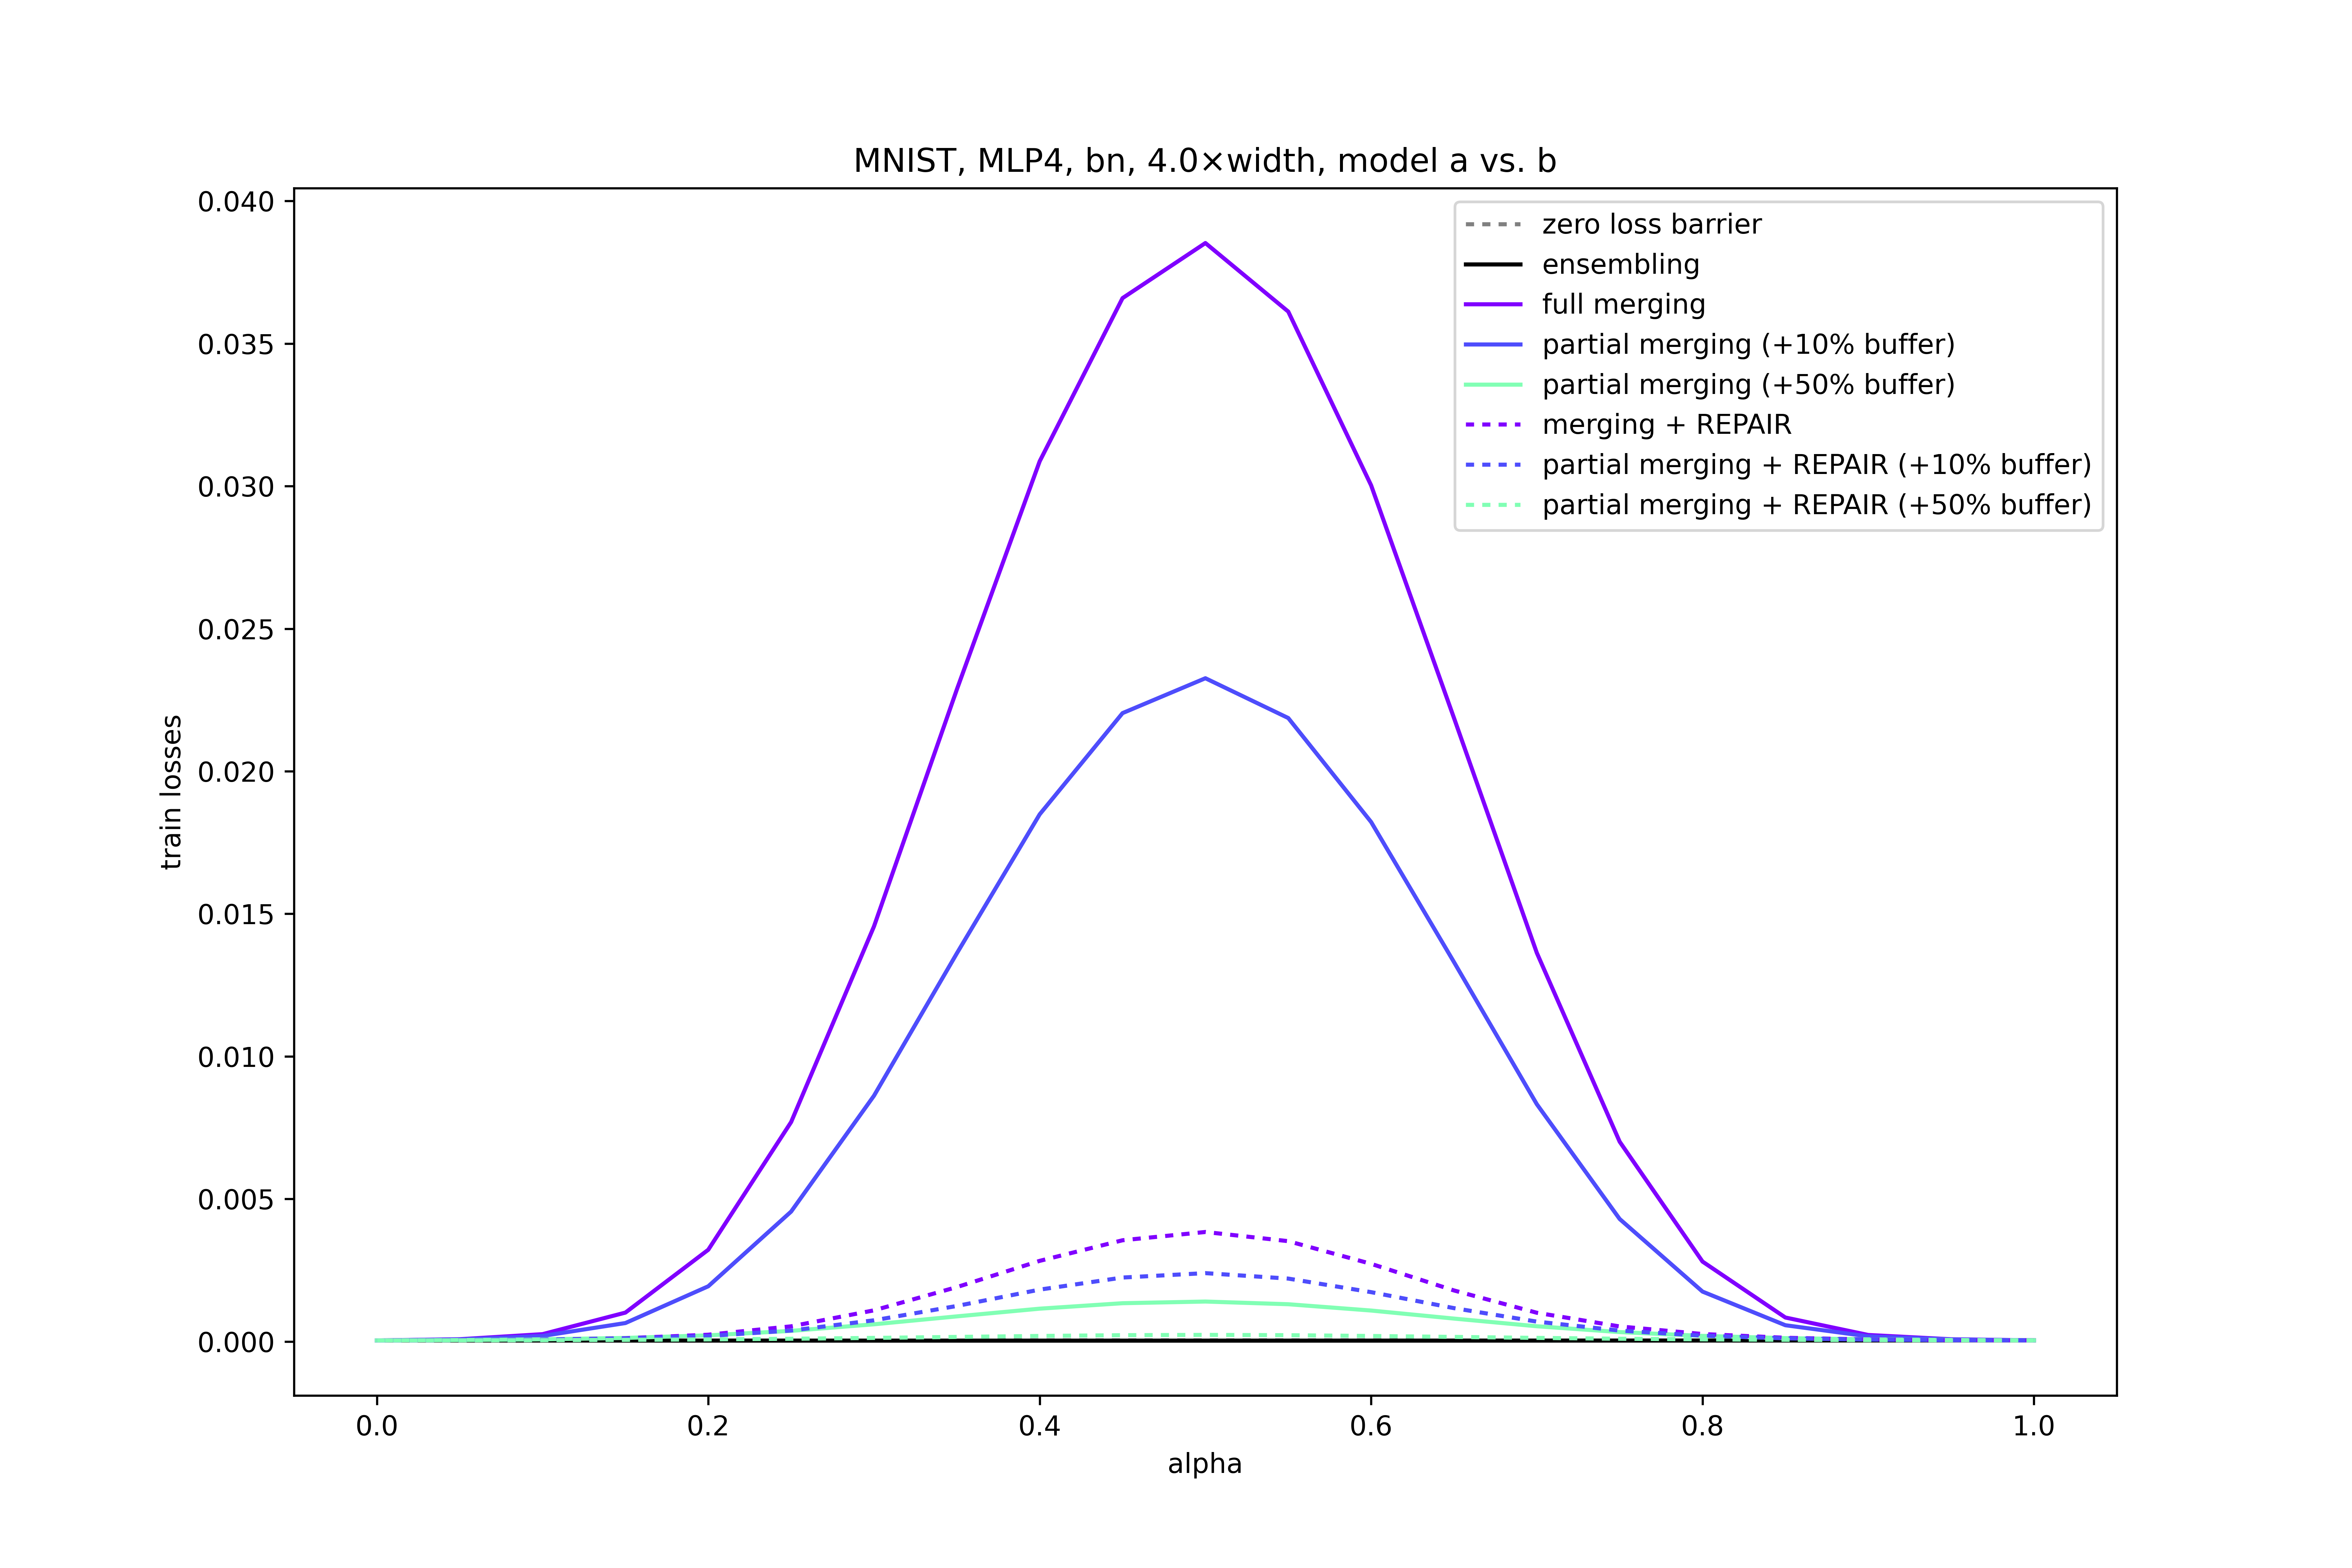 MNIST, MLP4, bn, 4.0×width, model a vs. b
0.040
0.035
0.030
0.025
0.020
0.015
0.010
0.005
0.000
train losses
zero loss barrier
ensembling
full merging
partial merging (+10% buffer)
partial merging (+50% buffer)
merging + REPAIR
partial merging + REPAIR (+10% buffer)
partial merging + REPAIR (+50% buffer)
0.0 0.2 0.4 0.6 0.8 1.0
alpha